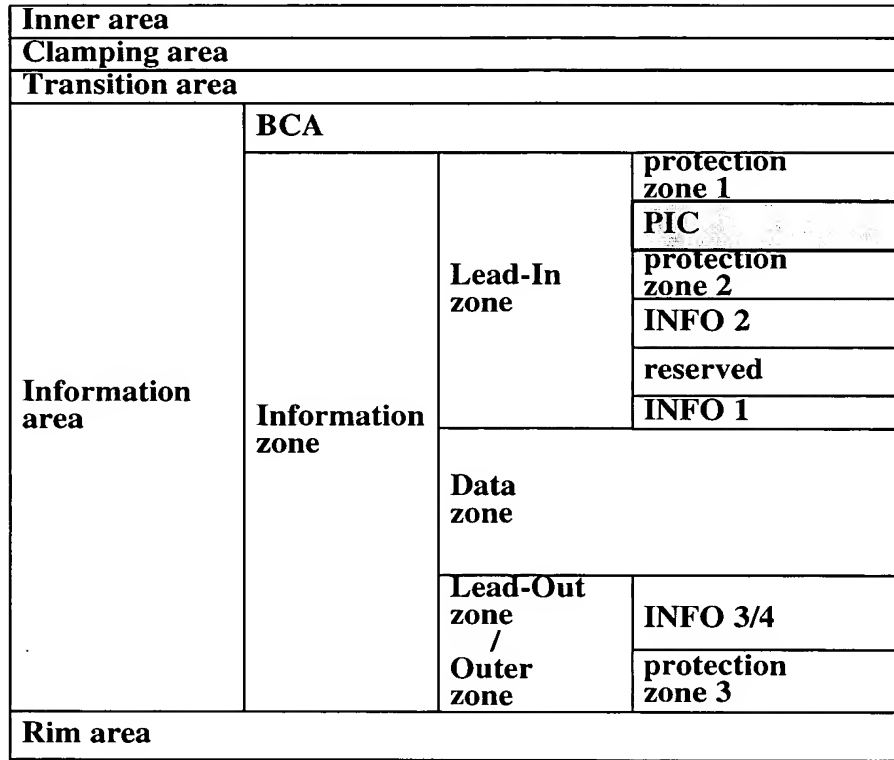 Inner area
Clamping area
Transition area
Information
area
BCA
Information
zone
Lead-In
zone
protection
zone 1
PIC
protection
zone 2
INFO 2
reserved
INFO 1
Data
zone
Lead-Out
zone
/
Outer
zone
INFO 3/4
protection
zone 3
Rim area